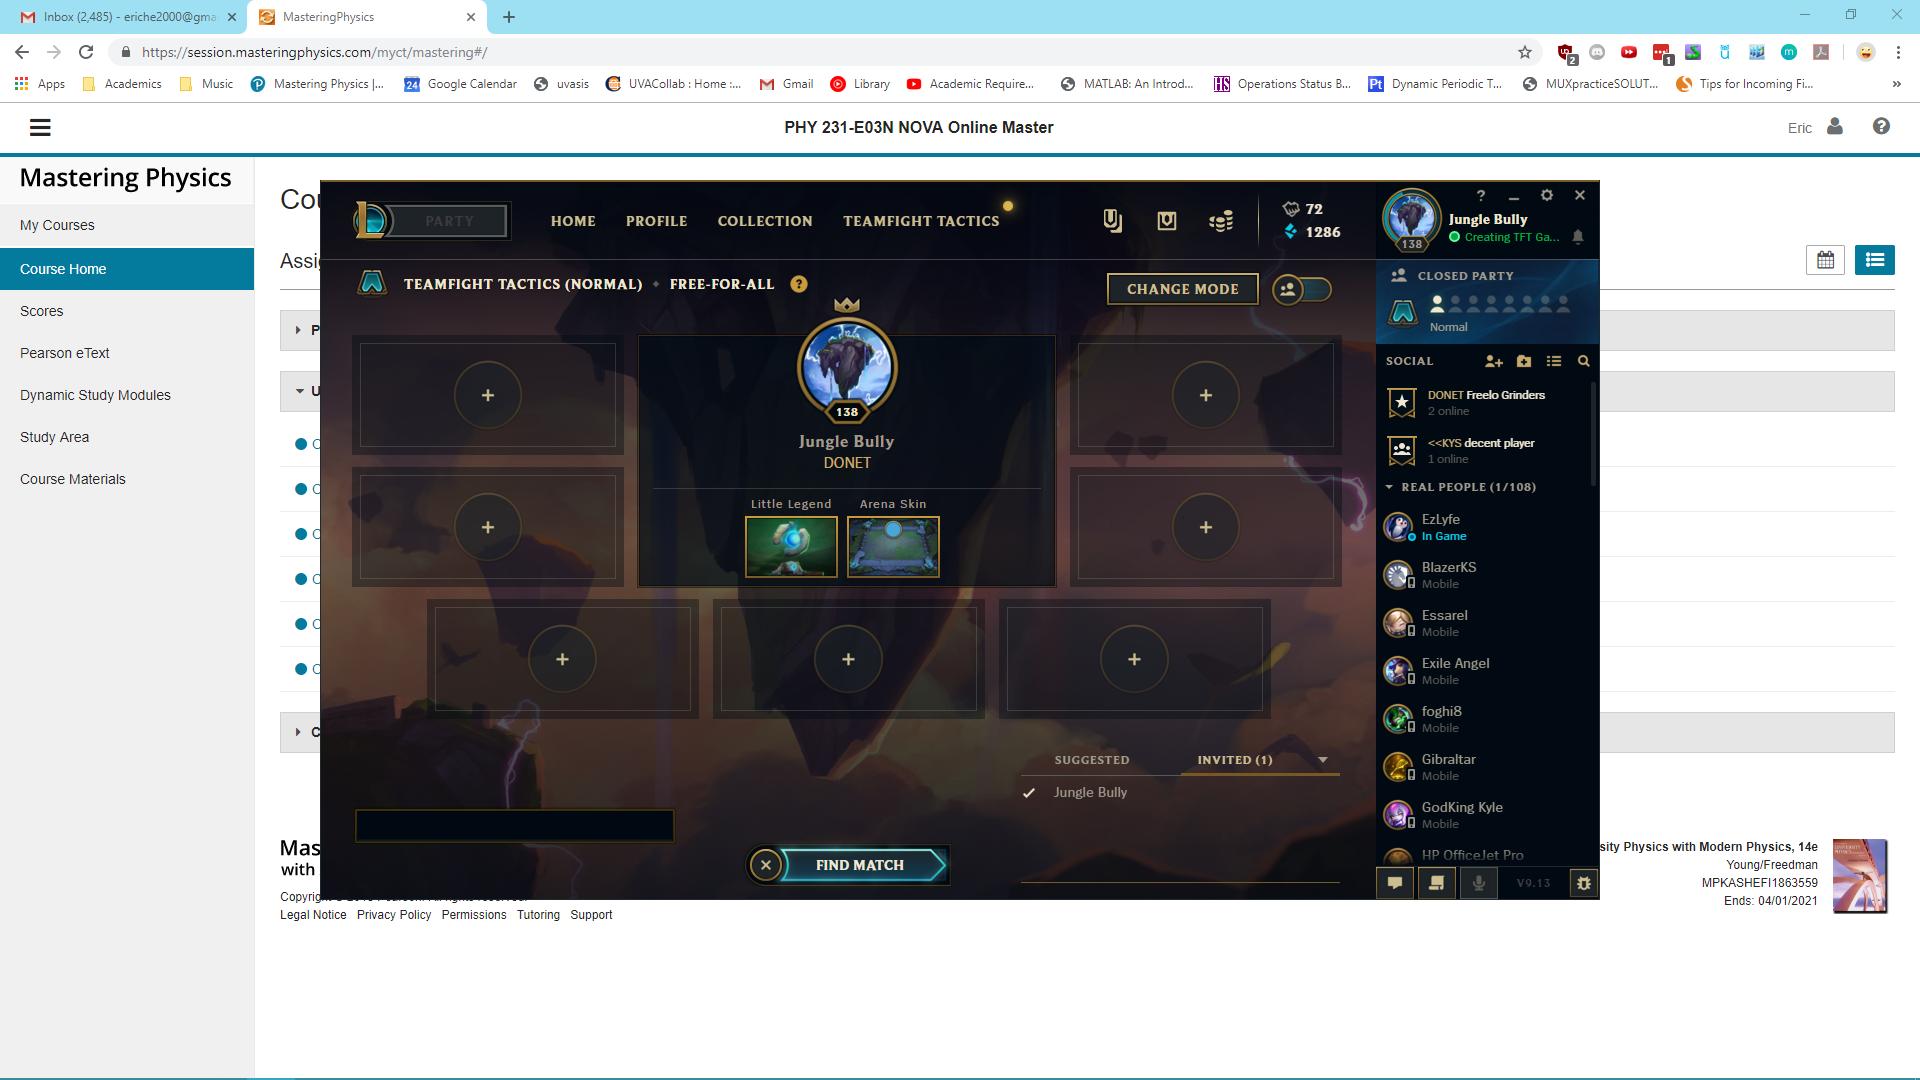 Inbox (2,485) - eriche2000@gma
MasteringPhysics
https://session.masteringphysics.com/myct/mastering#/
2
1
Apps
Academics
Music
Mastering Physics |...
24
Google Calendar
uvasis
UVACollab : Home :...
Gmail
Library
Academic Require...
MATLAB: An Introd...
HS
Operations Status B...
Pt
Dynamic Periodic T...
MUXpracticeSOLUT...
Tips for Incoming Fi...
»
PHY 231-E03N NOVA Online Master
Eric
Mastering Physics
My Courses
Course Home
Scores
Pearson eText
Dynamic Study Modules
Study Area
Course Materials
Cou
PARTY
HOME
PROFILE
COLLECTION
TEAMFIGHT TACTICS
72
1286
Jungle Bully
138
Creating TFT Ga...
TEAMFIGHT TACTICS (NORMAL) • FREE-FOR-ALL
?
CHANGE MODE
CLOSED PARTY
Normal
138
Jungle Bully
DONET
Little Legend
Arena Skin
SOCIAL
DONET Freelo Grinders
2 online
<<KYS decent player
1 online
REAL PEOPLE (1/108)
EzLyfe
In Game
BlazerKS
Mobile
Essarel
Mobile
Exile Angel
Mobile
foghi8
Mobile
Gibraltar
Mobile
GodKing Kyle
Mobile
HP OfficeJet Pro
V9.13
SUGGESTED
INVITED (1)
Jungle Bully
FIND MATCH
Mas
with
Legal Notice
Privacy Policy
Permissions
Tutoring
Support
sity Physics with Modern Physics, 14e
Young/Freedman
MPKASHEFI1863559
Ends: 04/01/2021